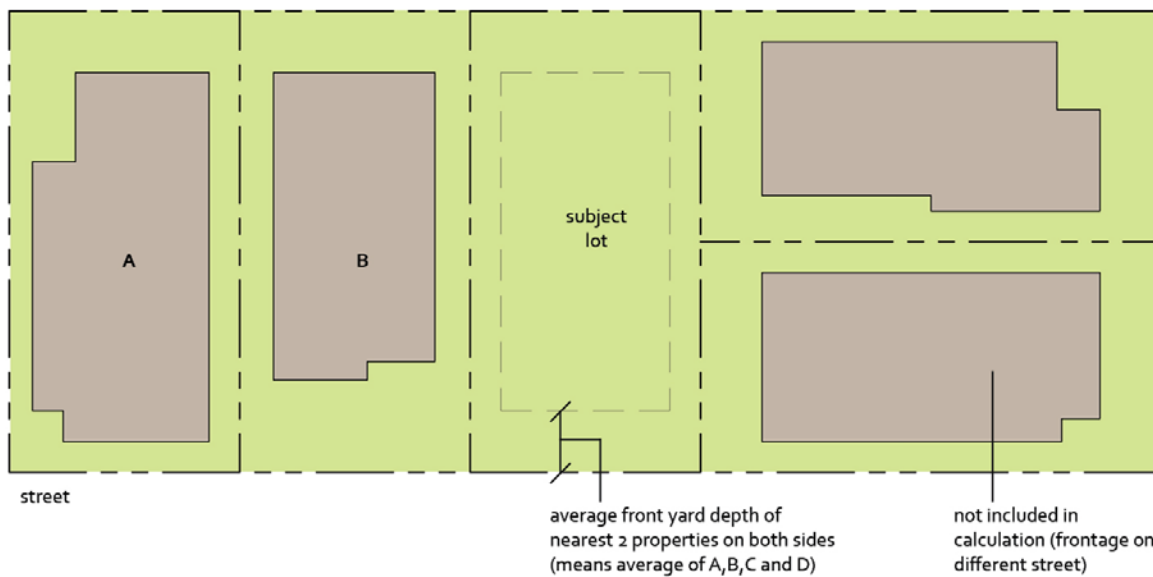 A
B
subject
lot
street
average front yard depth of
nearest 2 properties on both sides
(means average of A,B,C and D)
not included in
calculation (frontage on
different street)